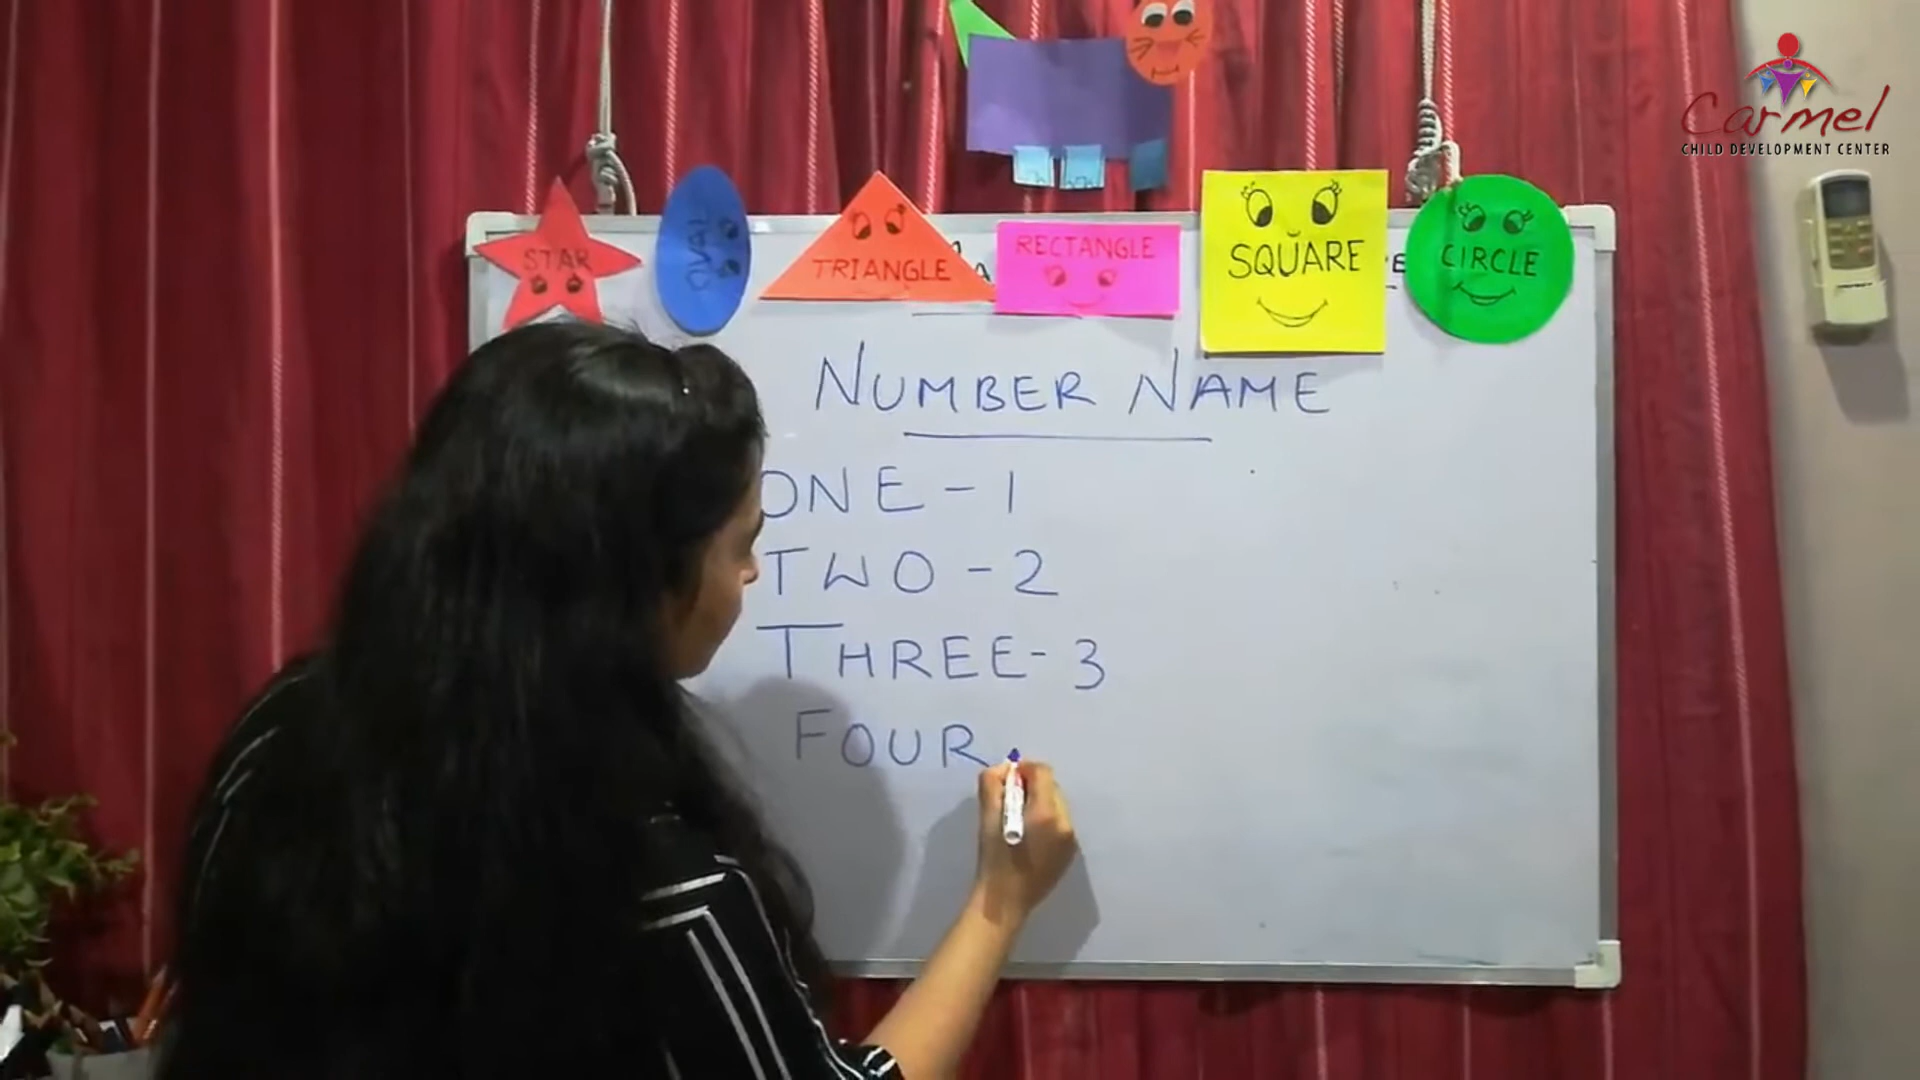 Carmel
CHILD DEVELOPMENT CENTER
STAR
OVAL
TRIANGLE
RECTANGLE
SQUARE
CIRCLE
NUMBER NAME
ONE - 1
TWO - 2
THREE - 3
FOUR